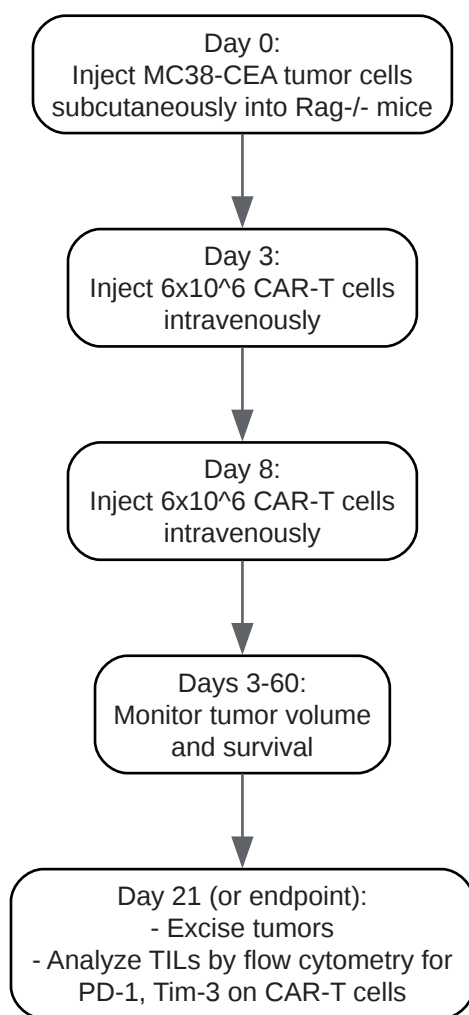 Day 0:
Inject MC38-CEA tumor cells
subcutaneously into Rag-/- mice
Day 3:
Inject 6x10^6 CAR-T cells
intravenously
Day 8:
Inject 6x10^6 CAR-T cells
intravenously
Days 3-60:
Monitor tumor volume
and survival
Day 21 (or endpoint):
- Excise tumors
- Analyze TILs by flow cytometry for
PD-1, Tim-3 on CAR-T cells